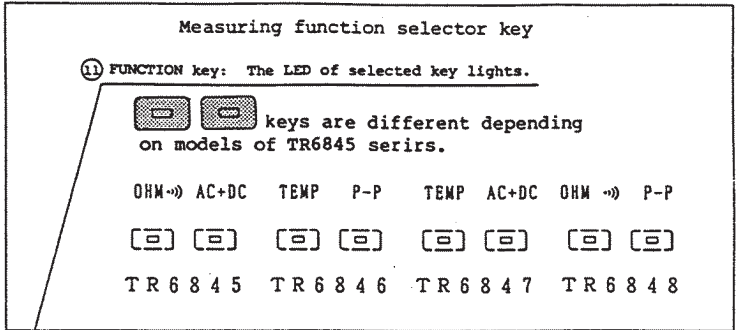 Measuring function selector key
⑪ FUNCTION key: The LED of selected key lights.
keys are different depending
on models of TR6845 serirs.
OHM·)) AC+DC TEMP P-P TEMP AC+DC OHM ·)) P-P
TR6845 TR6846 TR6847 TR6848